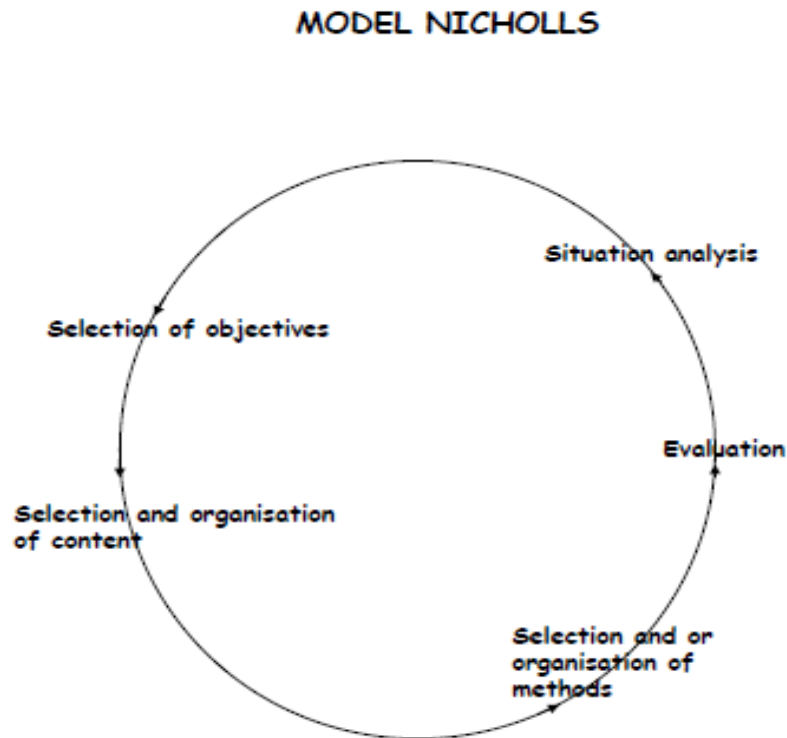 MODEL NICHOLLS
Situation analysis
Selection of objectives
Evaluation
Selection and organisation
of content
Selection and or
organisation of
methods